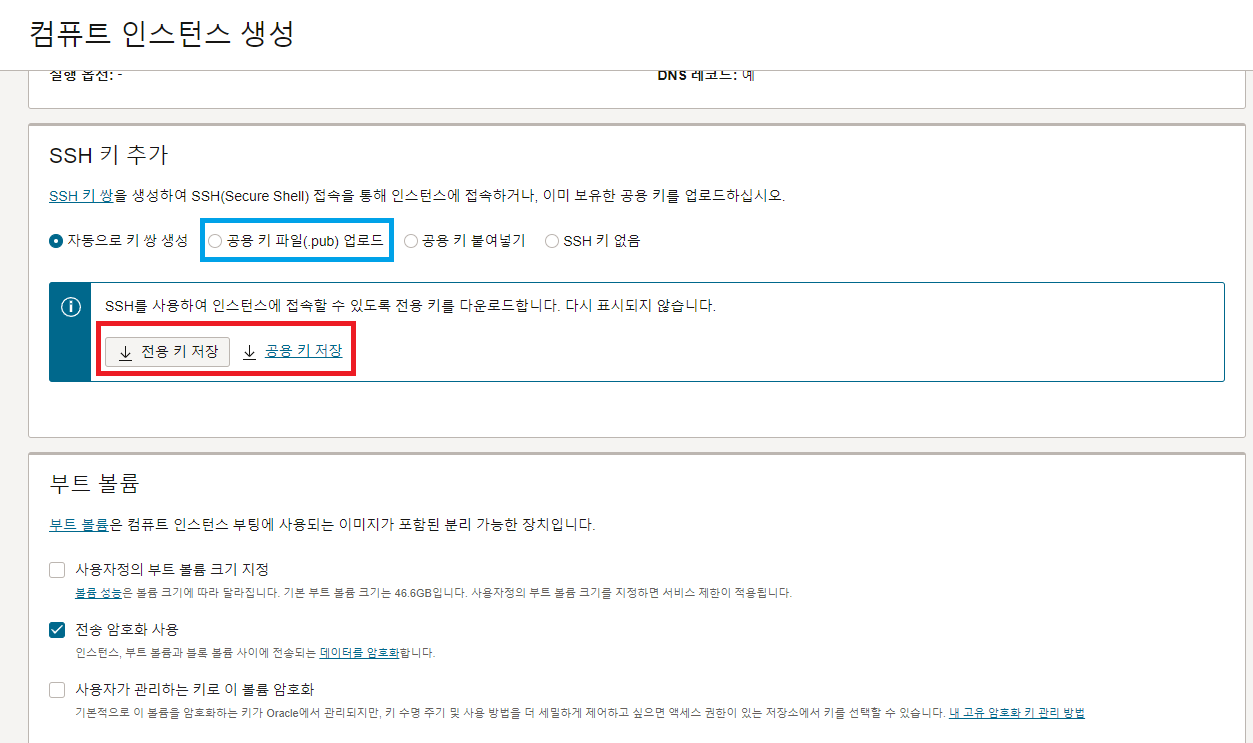 컴퓨트 인스턴스 생성
실행 옵션: -
DNS 레코드: 예
SSH 키 추가
SSH 키 쌍을 생성하여 SSH(Secure Shell) 접속을 통해 인스턴스에 접속하거나, 이미 보유한 공용 키를 업로드하십시오.
자동으로 키 쌍 생성 공용 키 파일(.pub) 업로드 공용 키 붙여넣기 SSH 키 없음
SSH를 사용하여 인스턴스에 접속할 수 있도록 전용 키를 다운로드합니다. 다시 표시되지 않습니다.
전용 키 저장 공용 키 저장
부트 볼륨
부트 볼륨은 컴퓨트 인스턴스 부팅에 사용되는 이미지가 포함된 분리 가능한 장치입니다.
사용자정의 부트 볼륨 크기 지정
볼륨 성능은 볼륨 크기에 따라 달라집니다. 기본 부트 볼륨 크기는 46.6GB입니다. 사용자정의 부트 볼륨 크기를 지정하면 서비스 제한이 적용됩니다.
전송 암호화 사용
인스턴스, 부트 볼륨과 블록 볼륨 사이에 전송되는 데이터를 암호화합니다.
사용자가 관리하는 키로 이 볼륨 암호화
기본적으로 이 볼륨을 암호화하는 키가 Oracle에서 관리되지만, 키 수명 주기 및 사용 방법을 더 세밀하게 제어하고 싶으면 액세스 권한이 있는 저장소에서 키를 선택할 수 있습니다. 내 고유 암호화 키 관리 방법